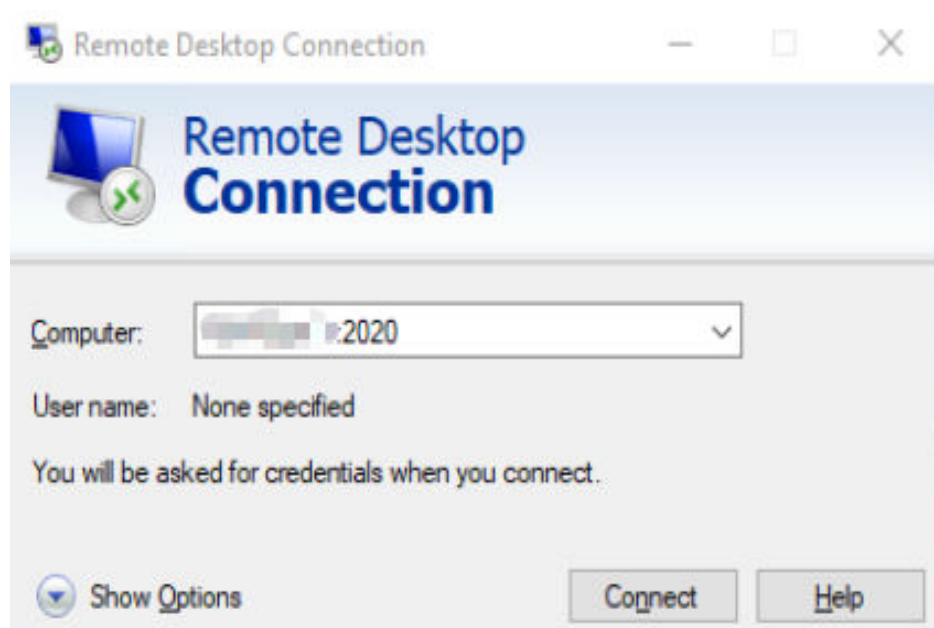 Remote Desktop Connection
Remote Desktop
Connection
Computer: :2020
User name: None specified
You will be asked for credentials when you connect.
Show Options Connect Help